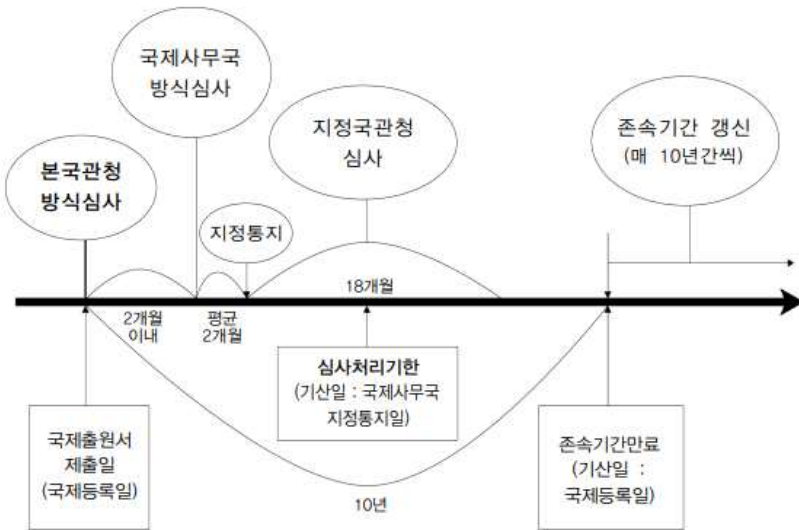 국제사무국
방식심사
지정국관청
심사
존속기간 갱신
(매 10년간씩)
본국관청
방식심사
지정통지
18개월
2개월
이내
평균
2개월
심사처리기한
(기산일 : 국제사무국
지정통지일)
국제출원서
제출일
(국제등록일)
존속기간만료
(기산일 :
국제등록일)
10년